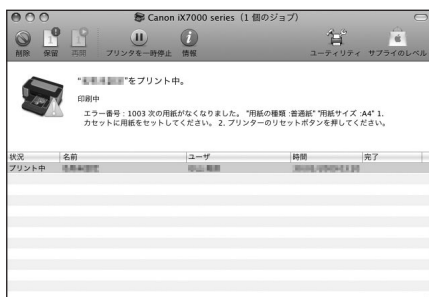 Canon iX7000 series（1 個のジョブ）
削除 保留 再開 プリンタを一時停止 情報 ユーティリティ サプライのレベル
“ ”をプリント中。
印刷中
エラー番号 : 1003 次の用紙がなくなりました。 "用紙の種類 :普通紙" "用紙サイズ :A4" 1.
カセットに用紙をセットしてください。 2. プリンターのリセットボタンを押してください。
状況 名前 ユーザ 時間 完了
プリント中